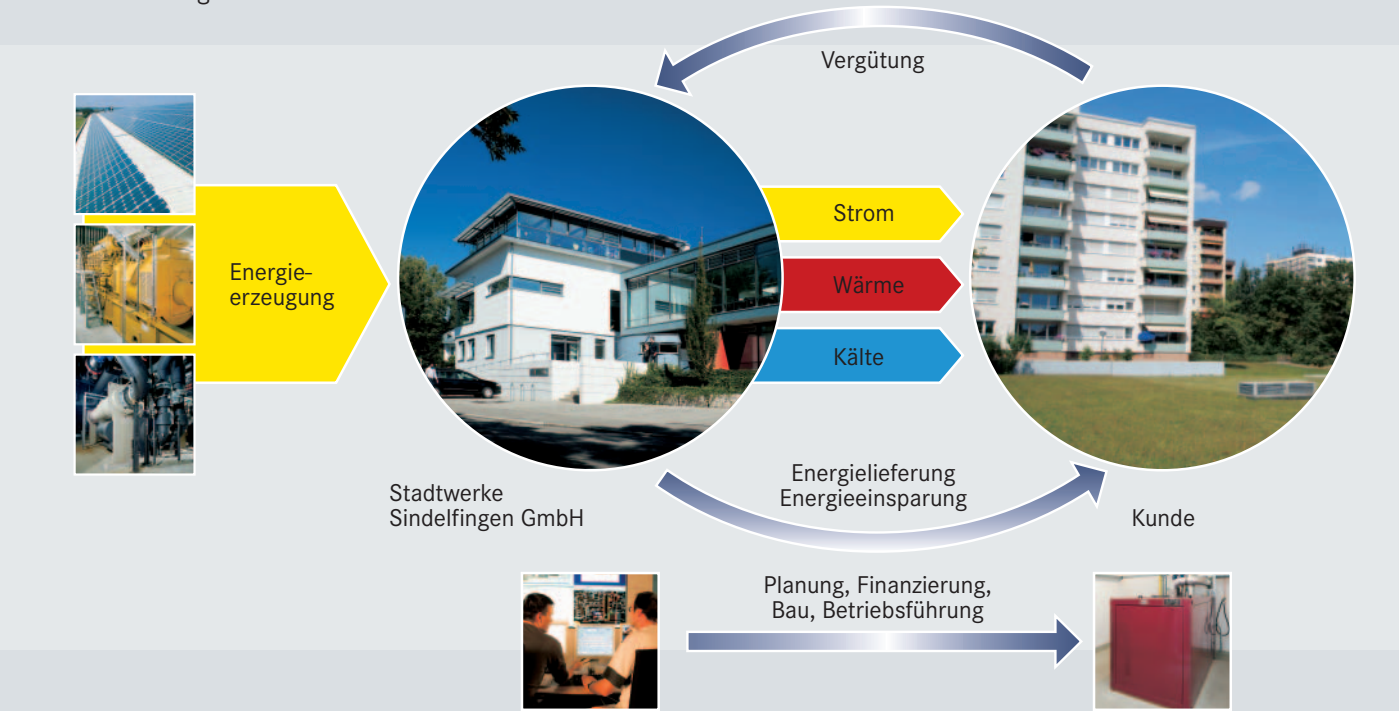 Vergütung
Energie-
erzeugung
Strom
Wärme
Kälte
Stadtwerke
Sindelfingen GmbH
Energielieferung
Energieeinsparung
Kunde
Planung, Finanzierung,
Bau, Betriebsführung